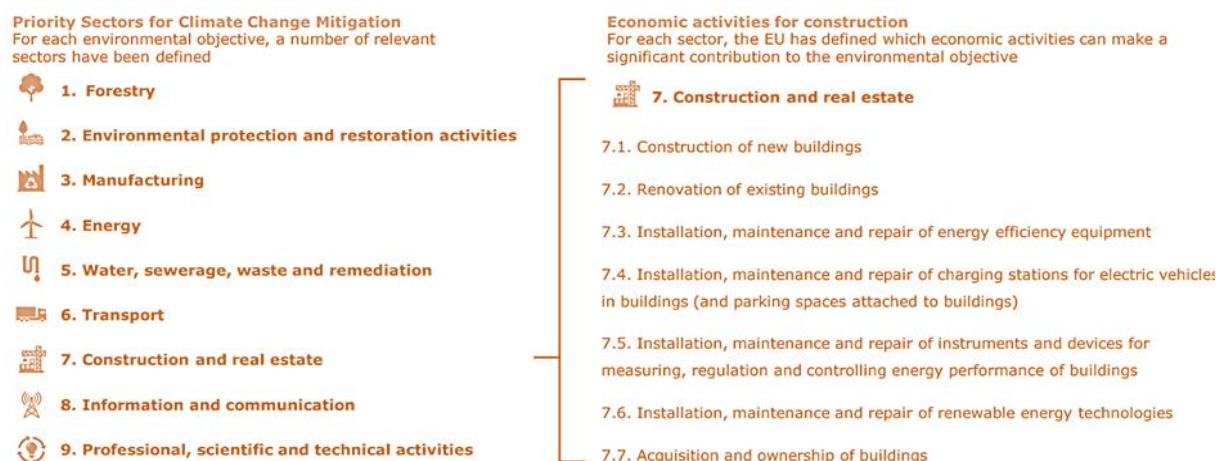 Priority Sectors for Climate Change Mitigation
For each environmental objective, a number of relevant
sectors have been defined
1. Forestry
2. Environmental protection and restoration activities
3. Manufacturing
4. Energy
5. Water, sewerage, waste and remediation
6. Transport
7. Construction and real estate
8. Information and communication
9. Professional, scientific and technical activities
Economic activities for construction
For each sector, the EU has defined which economic activities can make a
significant contribution to the environmental objective
7. Construction and real estate
7.1. Construction of new buildings
7.2. Renovation of existing buildings
7.3. Installation, maintenance and repair of energy efficiency equipment
7.4. Installation, maintenance and repair of charging stations for electric vehicles
in buildings (and parking spaces attached to buildings)
7.5. Installation, maintenance and repair of instruments and devices for
measuring, regulation and controlling energy performance of buildings
7.6. Installation, maintenance and repair of renewable energy technologies
7.7. Acquisition and ownership of buildings